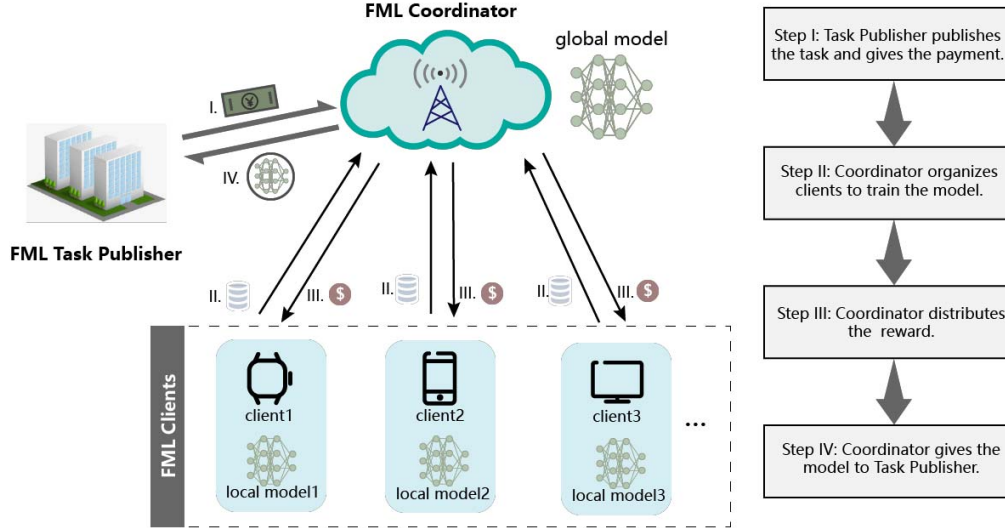 FML Coordinator
global model
I.
¥
IV.
FML Task Publisher
II.
III. $
II.
III. $
II.
III. $
FML Clients
client1
local model1
client2
local model2
client3
local model3
...
Step I: Task Publisher publishes
the task and gives the payment.
Step II: Coordinator organizes
clients to train the model.
Step III: Coordinator distributes
the reward.
Step IV: Coordinator gives the
model to Task Publisher.